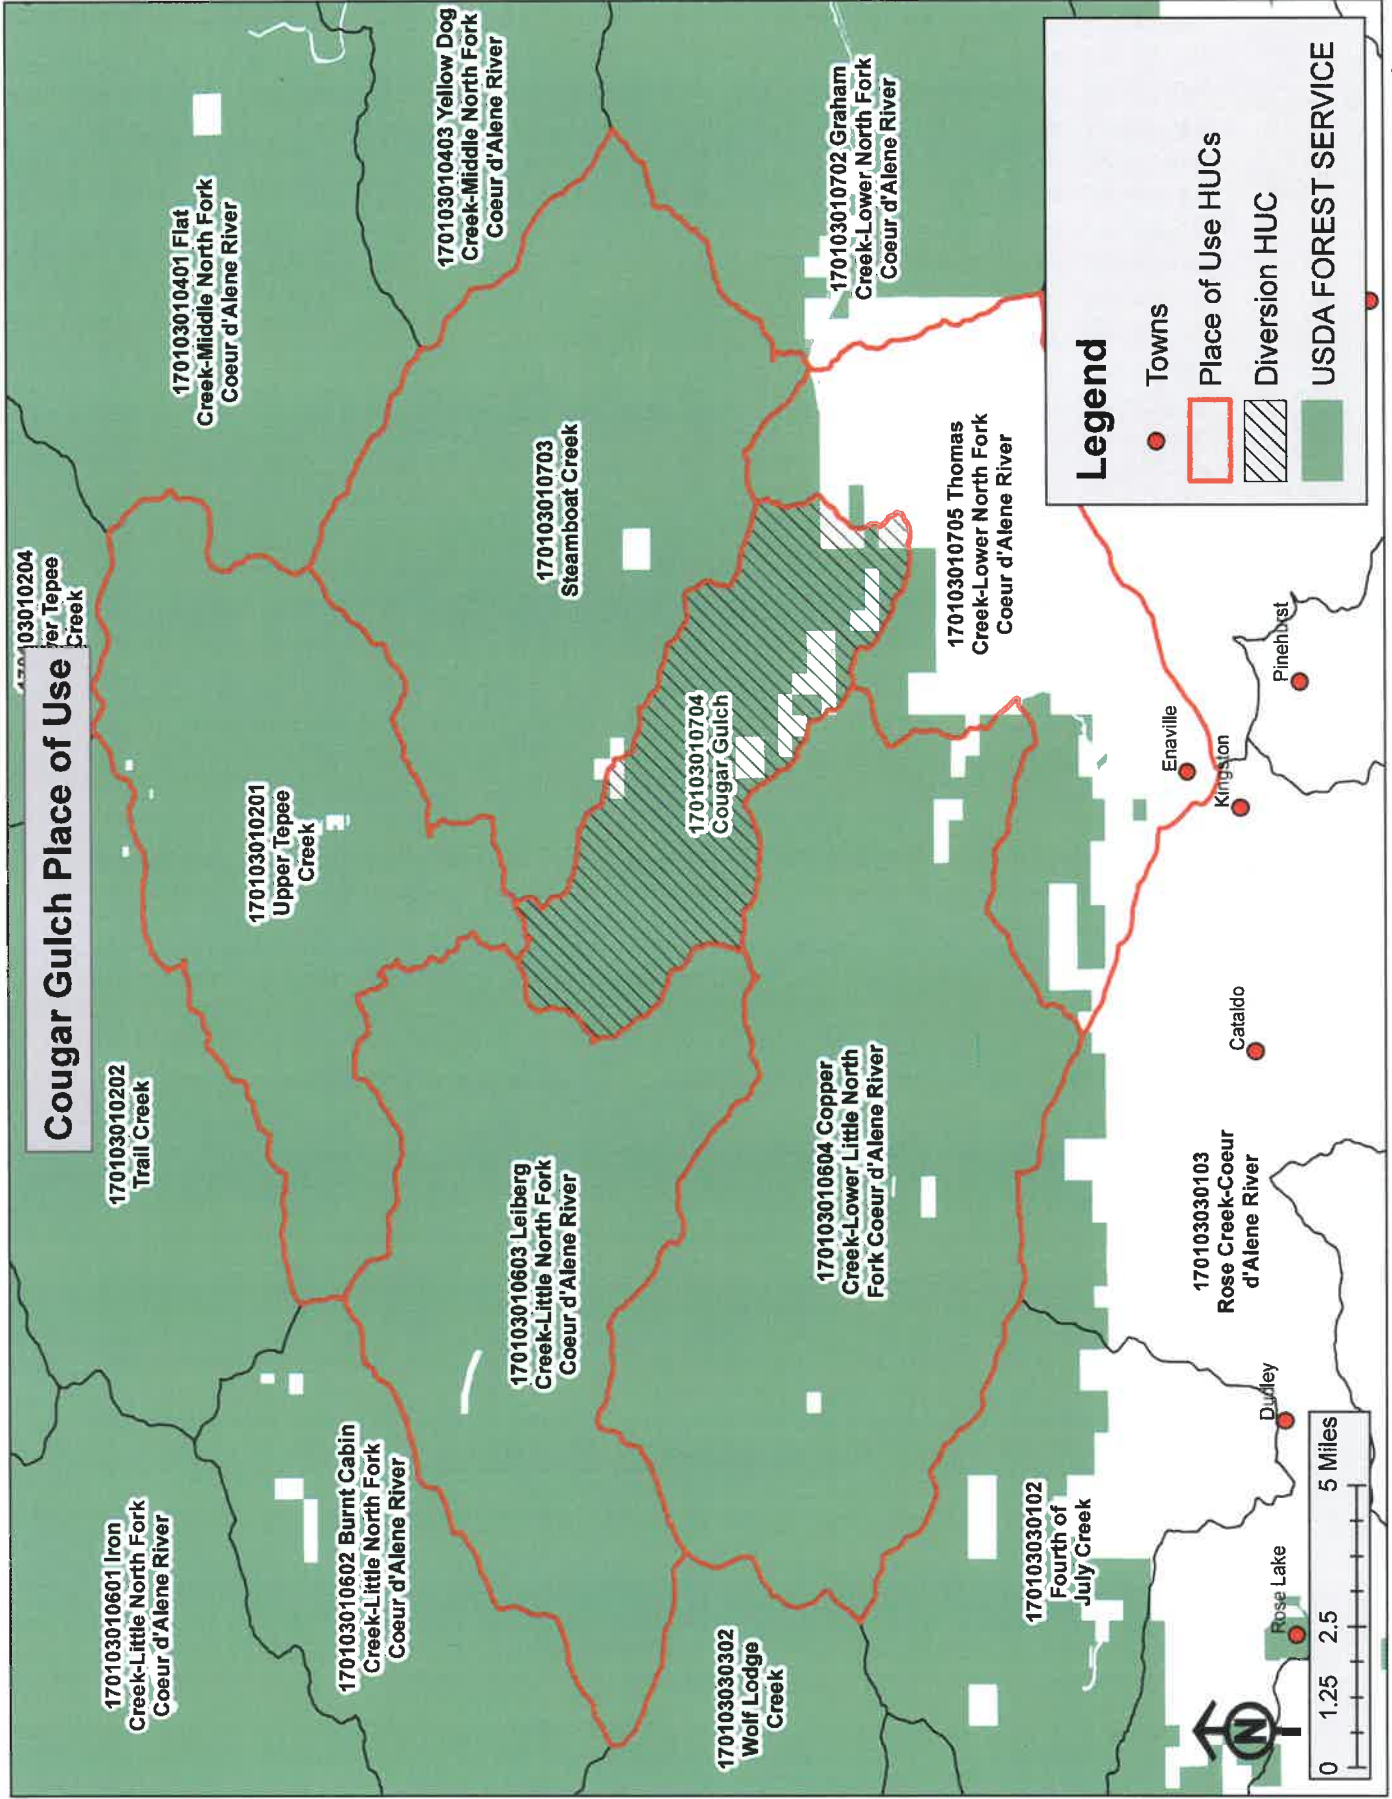 Cougar Gulch Place of Use
Tepee
Creek
170103010202
Trail Creek
170103010601 Iron
Creek-Little North Fork
Coeur d'Alene River
170103010401 Flat
Creek-Middle North Fork
Coeur d'Alene River
170103010201
Upper Tepee
Creek
170103010602 Burnt Cabin
Creek-Little North Fork
Coeur d'Alene River
170103010403 Yellow Dog
Creek-Middle North Fork
Coeur d'Alene River
170103010603 Leiberg
Creek-Little North Fork
Coeur d'Alene River
170103010703
Steamboat Creek
170103010704
Cougar Gulch
170103030302
Wolf Lodge
Creek
170103010604 Copper
Creek-Lower Little North
Fork Coeur d'Alene River
170103010702 Graham
Creek-Lower North Fork
Coeur d'Alene River
170103010705 Thomas
Creek-Lower North Fork
Coeur d'Alene River
170103030102
Fourth of
July Creek
170103030103
Rose Creek-Coeur
d'Alene River
Enaville
Kingston
Cataldo
Pinehurst
Dudley
Rose Lake
Legend
Towns
Place of Use HUCs
Diversion HUC
USDA FOREST SERVICE
N
0 1.25 2.5 5 Miles